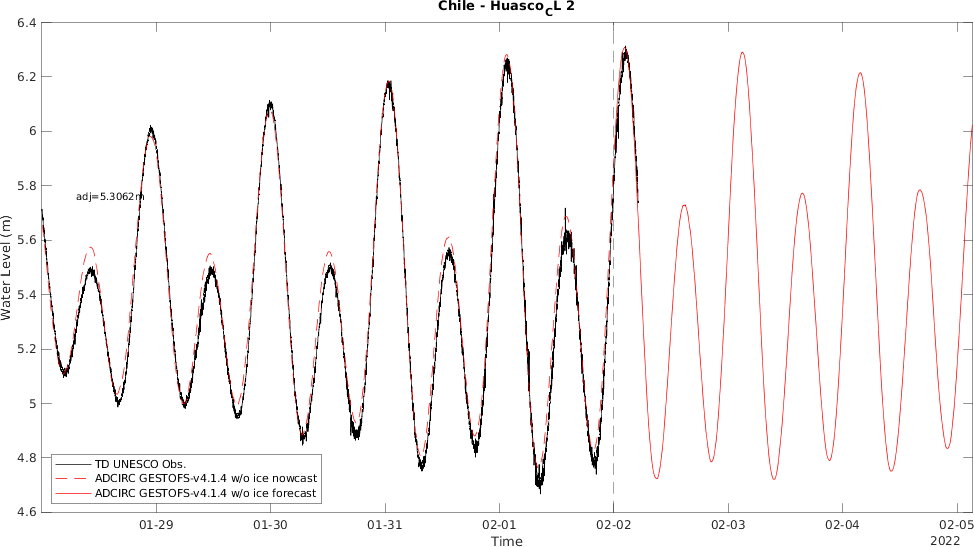 Chile - Huasco_CL 2
6.4
6.2
6
5.8
5.6
5.4
5.2
5
4.8
4.6
Water Level (m)
adj=5.3062m
TD UNESCO Obs.
ADCIRC GESTOFS-v4.1.4 w/o ice nowcast
ADCIRC GESTOFS-v4.1.4 w/o ice forecast
01-29 01-30 01-31 02-01 02-02 02-03 02-04 02-05
Time 2022